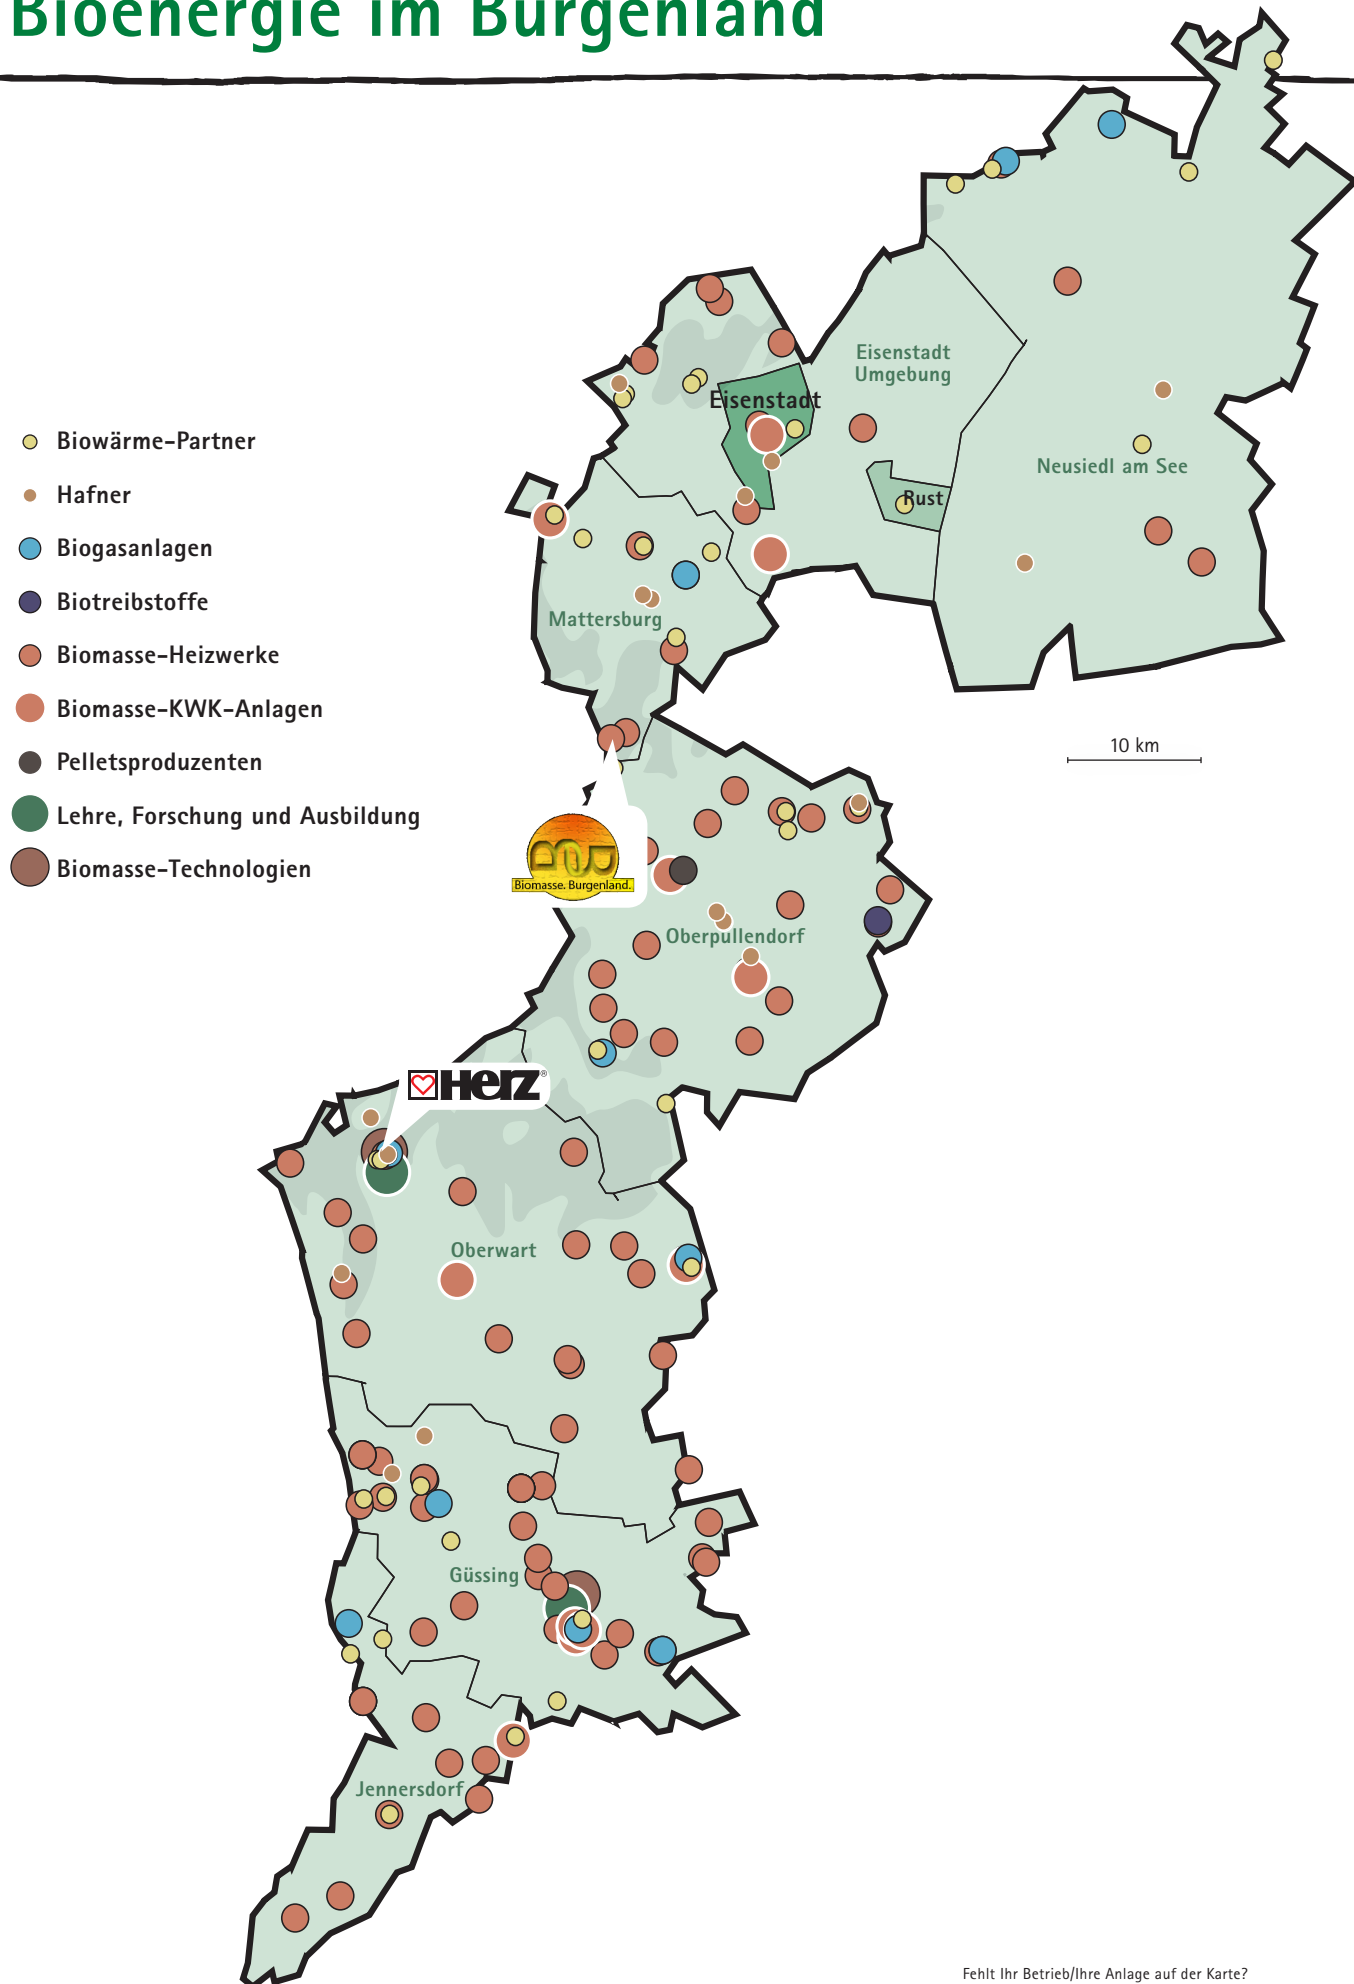 Bioenergie im Burgenland
Eisenstadt
Umgebung
Eisenstadt
Neusiedl am See
Rust
Biowärme-Partner
Hafner
Biogasanlagen
Biotreibstoffe
Biomasse-Heizwerke
Biomasse-KWK-Anlagen
Pelletsproduzenten
Lehre, Forschung und Ausbildung
Biomasse-Technologien
Mattersburg
10 km
Biomasse. Burgenland.
Oberpullendorf
Herz®
Oberwart
Güssing
Jennersdorf
Fehlt Ihr Betrieb/Ihre Anlage auf der Karte?